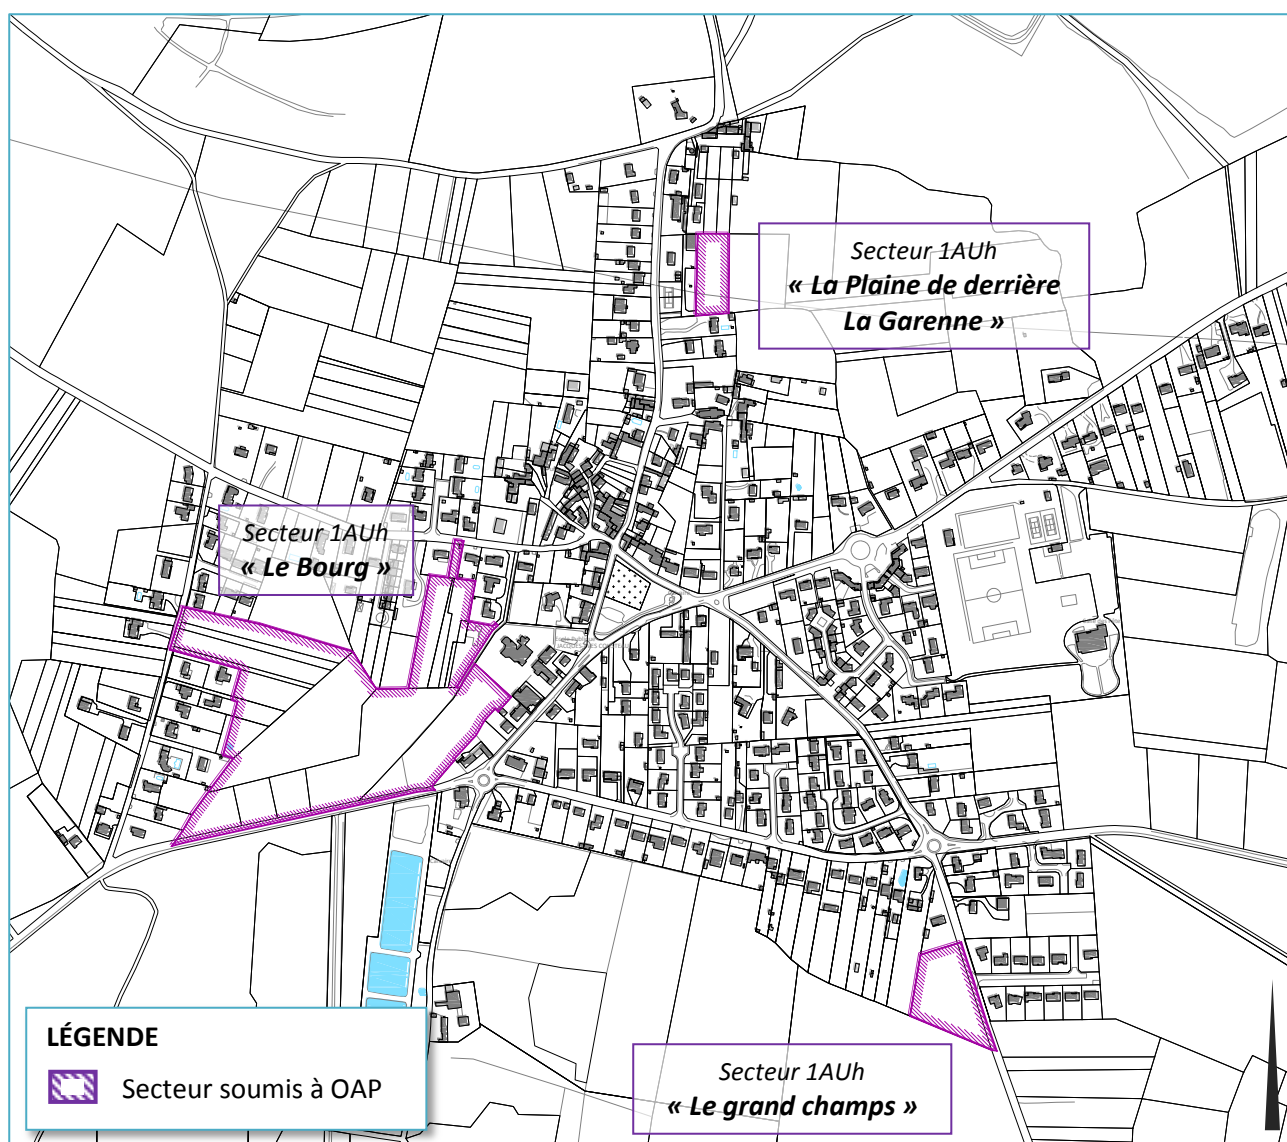 Secteur 1AUh
« La Plaine de derrière
La Garenne »
Secteur 1AUh
« Le Bourg »
LÉGENDE
Secteur soumis à OAP
Secteur 1AUh
« Le grand champs »